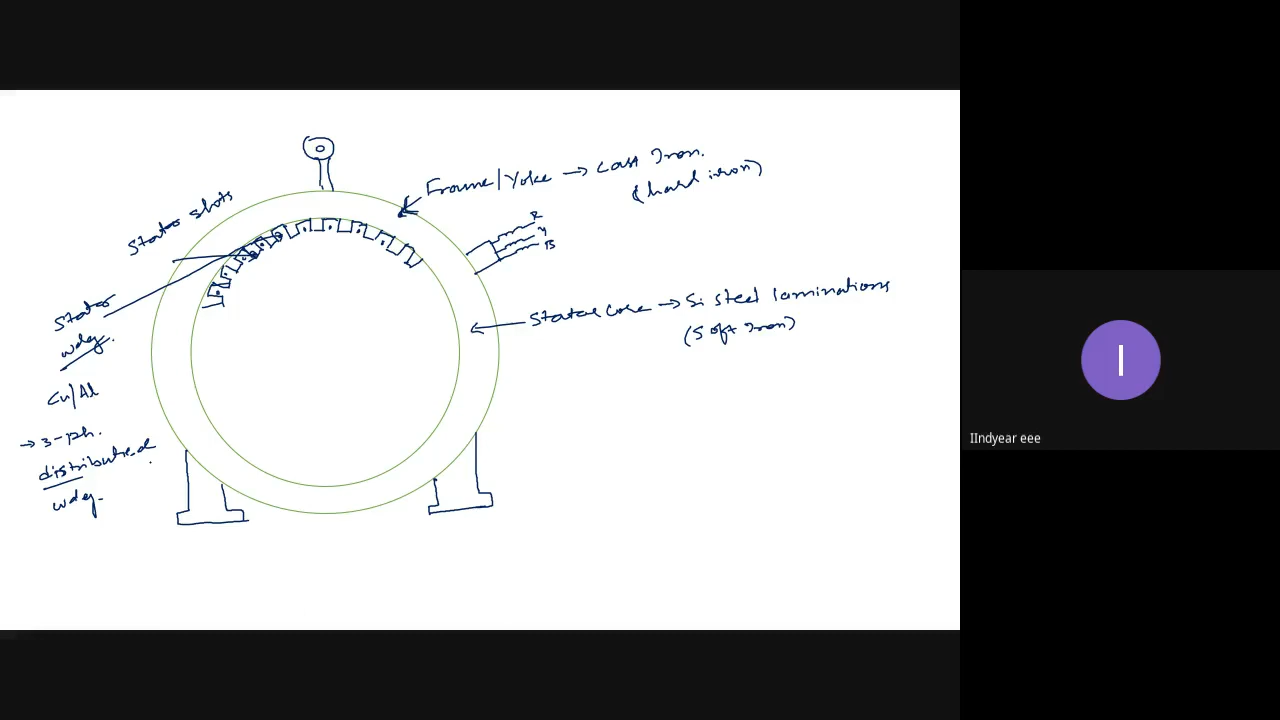 Frame/Yoke → Cast Iron.
(hard iron)
Stator slots
R
Y
B
Stator core → Si steel laminations
(Soft Iron)
Stator
wdg.
Cu/Al
→ 3-ph.
distributed
wdg.
I
IIndyear eee